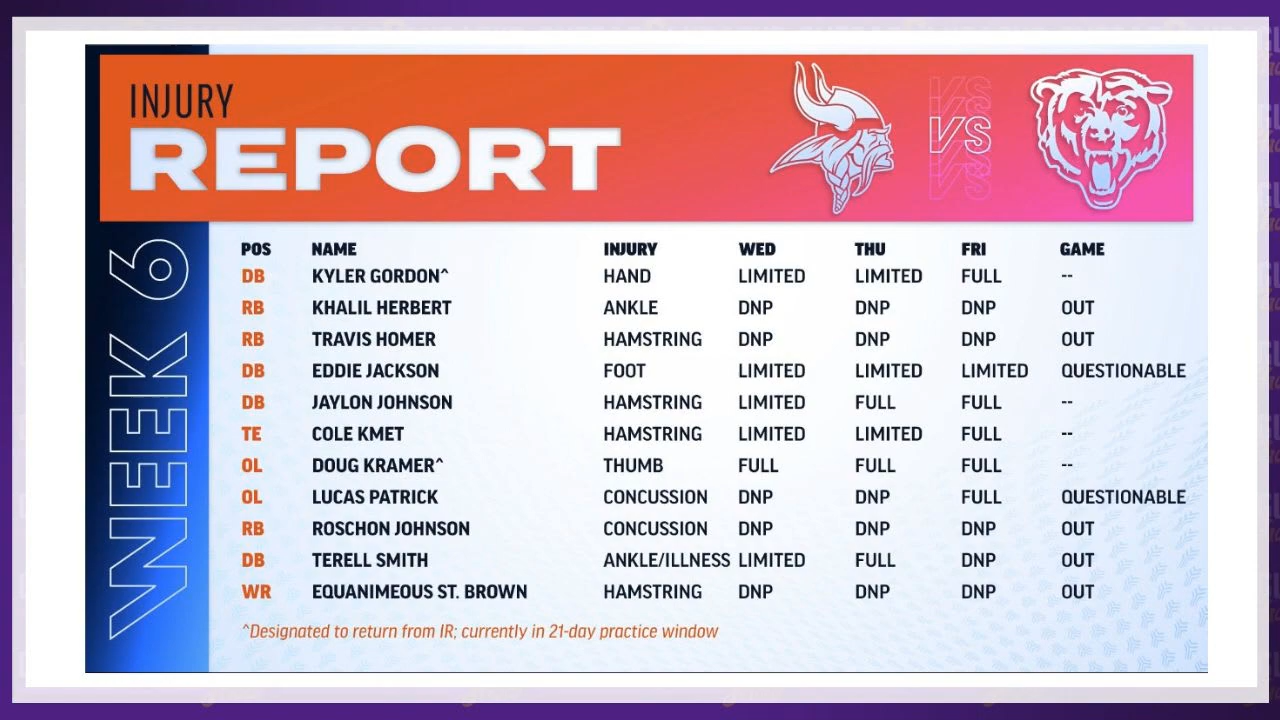 INJURY
REPORT
VS
VS
VS
WEEK 6
POS NAME INJURY WED THU FRI GAME
DB KYLER GORDON^ HAND LIMITED LIMITED FULL --
RB KHALIL HERBERT ANKLE DNP DNP DNP OUT
RB TRAVIS HOMER HAMSTRING DNP DNP DNP OUT
DB EDDIE JACKSON FOOT LIMITED LIMITED LIMITED QUESTIONABLE
DB JAYLON JOHNSON HAMSTRING LIMITED FULL FULL --
TE COLE KMET HAMSTRING LIMITED LIMITED FULL --
OL DOUG KRAMER^ THUMB FULL FULL FULL --
OL LUCAS PATRICK CONCUSSION DNP DNP FULL QUESTIONABLE
RB ROSCHON JOHNSON CONCUSSION DNP DNP DNP OUT
DB TERELL SMITH ANKLE/ILLNESS LIMITED FULL DNP OUT
WR EQUANIMEOUS ST. BROWN HAMSTRING DNP DNP DNP OUT
^Designated to return from IR; currently in 21-day practice window